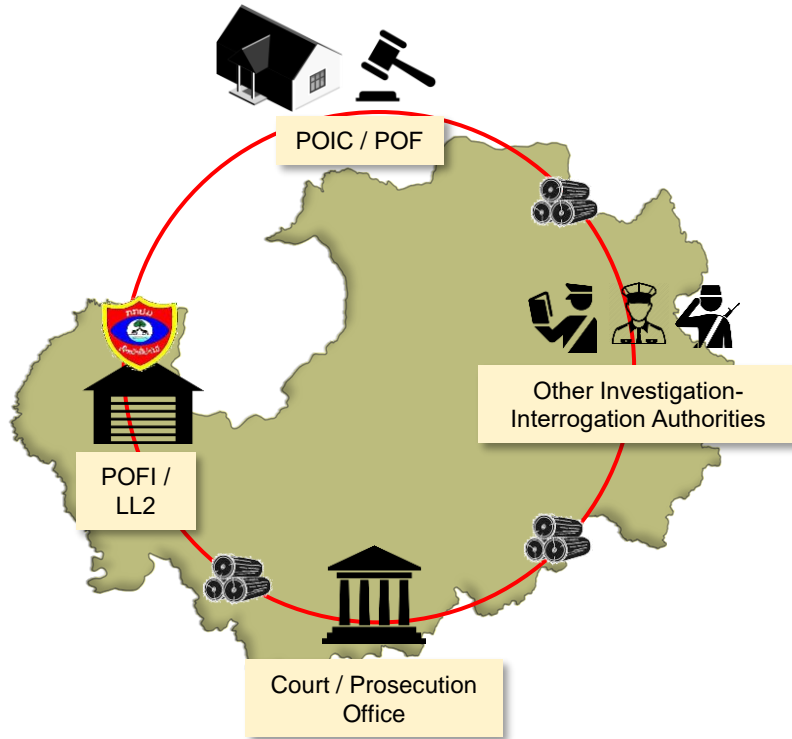 POIC / POF
Other Investigation-
Interrogation Authorities
POFI /
LL2
Court / Prosecution
Office